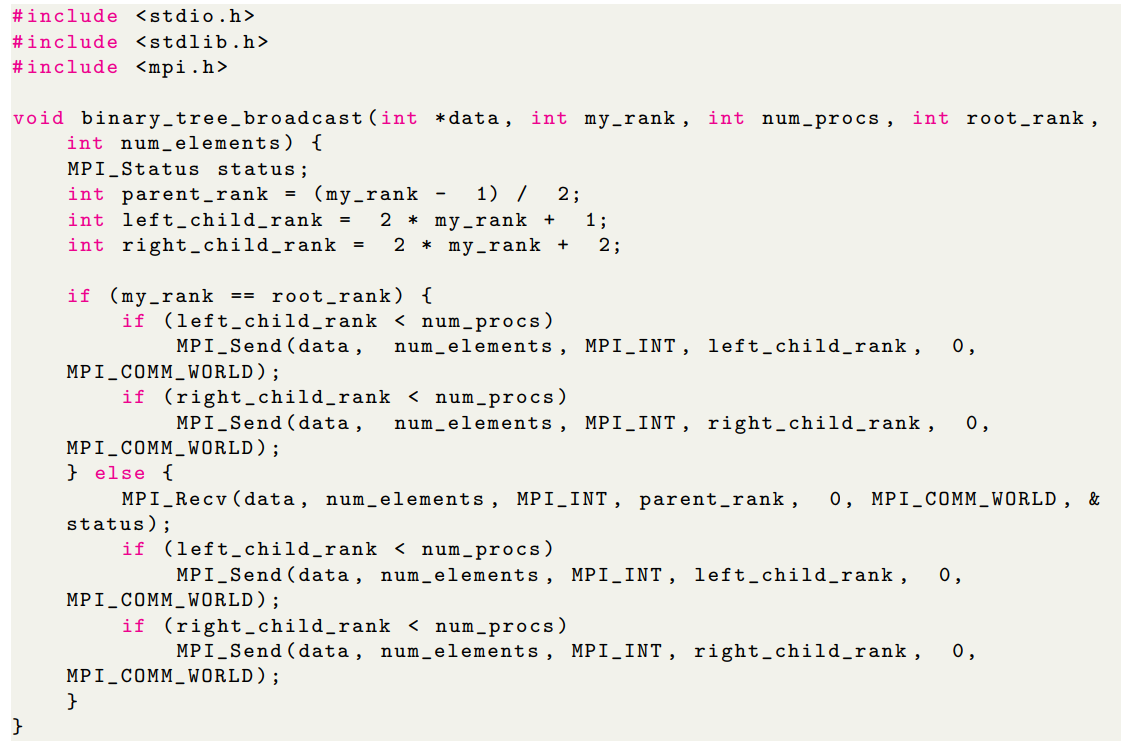 #include <stdio.h>
#include <stdlib.h>
#include <mpi.h>

void binary_tree_broadcast(int *data, int my_rank, int num_procs, int root_rank,
    int num_elements) {
    MPI_Status status;
    int parent_rank = (my_rank - 1) / 2;
    int left_child_rank = 2 * my_rank + 1;
    int right_child_rank = 2 * my_rank + 2;

    if (my_rank == root_rank) {
        if (left_child_rank < num_procs)
            MPI_Send(data, num_elements, MPI_INT, left_child_rank, 0,
    MPI_COMM_WORLD);
        if (right_child_rank < num_procs)
            MPI_Send(data, num_elements, MPI_INT, right_child_rank, 0,
    MPI_COMM_WORLD);
    } else {
        MPI_Recv(data, num_elements, MPI_INT, parent_rank, 0, MPI_COMM_WORLD, &
    status);
        if (left_child_rank < num_procs)
            MPI_Send(data, num_elements, MPI_INT, left_child_rank, 0,
    MPI_COMM_WORLD);
        if (right_child_rank < num_procs)
            MPI_Send(data, num_elements, MPI_INT, right_child_rank, 0,
    MPI_COMM_WORLD);
    }
}